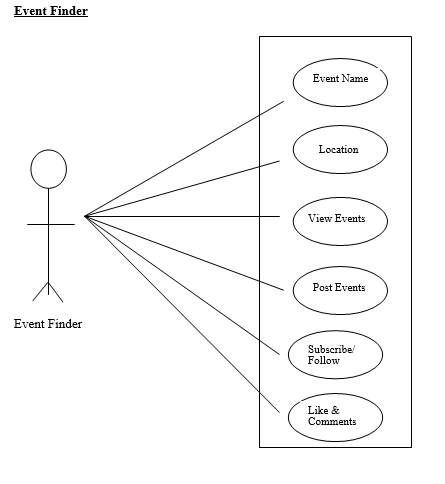 Event Finder
Event Name
Location
View Events
Post Events
Subscribe/
Follow
Like &
Comments
Event Finder